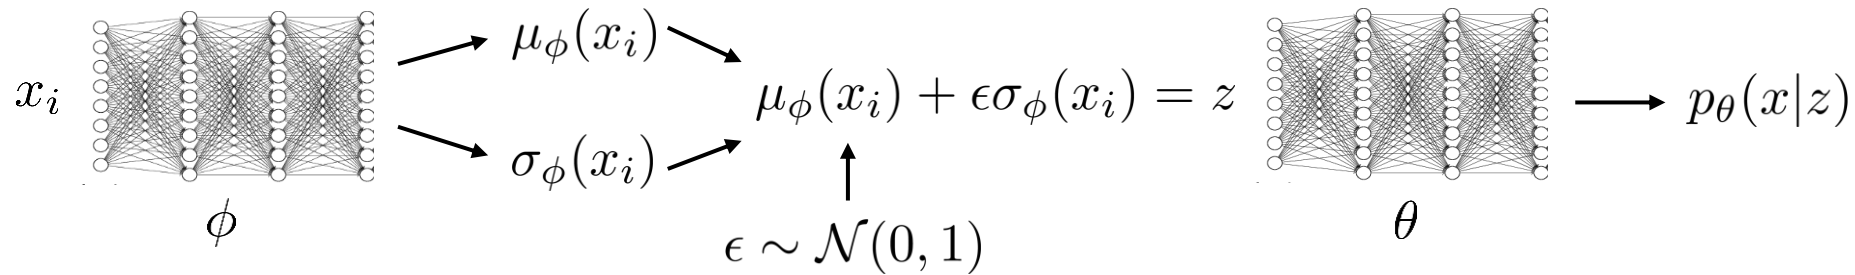 x_i
ϕ
μ_ϕ(x_i)
σ_ϕ(x_i)
μ_ϕ(x_i) + ϵσ_ϕ(x_i) = z
ϵ ∼ 𝒩(0, 1)
θ
p_θ(x|z)